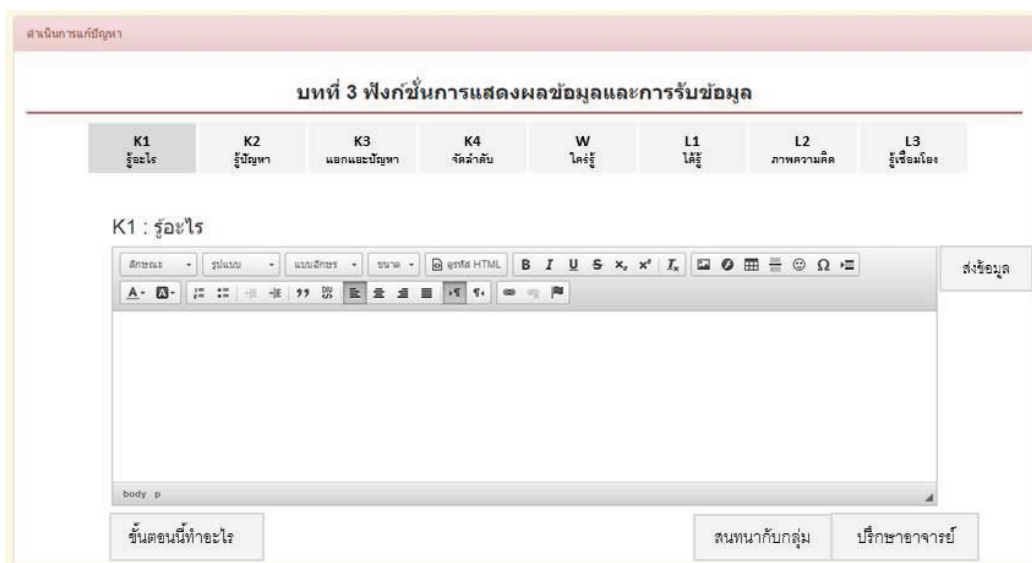 ดำเนินการแก้ปัญหา
บทที่ 3 ฟังก์ชั่นการแสดงผลข้อมูลและการรับข้อมูล
K1 K2 K3 K4 W L1 L2 L3
รู้อะไร รู้ปัญหา แยกแยะปัญหา จัดลำดับ ใคร่รู้ ได้รู้ ภาพความคิด รู้เชื่อมโยง
K1 : รู้อะไร
ลักษณะ รูปแบบ แบบอักษร ขนาด ดูรหัส HTML B I U S x₂ x² Iₓ Ω
ส่งข้อมูล
A A
body p
ขั้นตอนนี้ทำอะไร สนทนากับกลุ่ม ปรึกษาอาจารย์